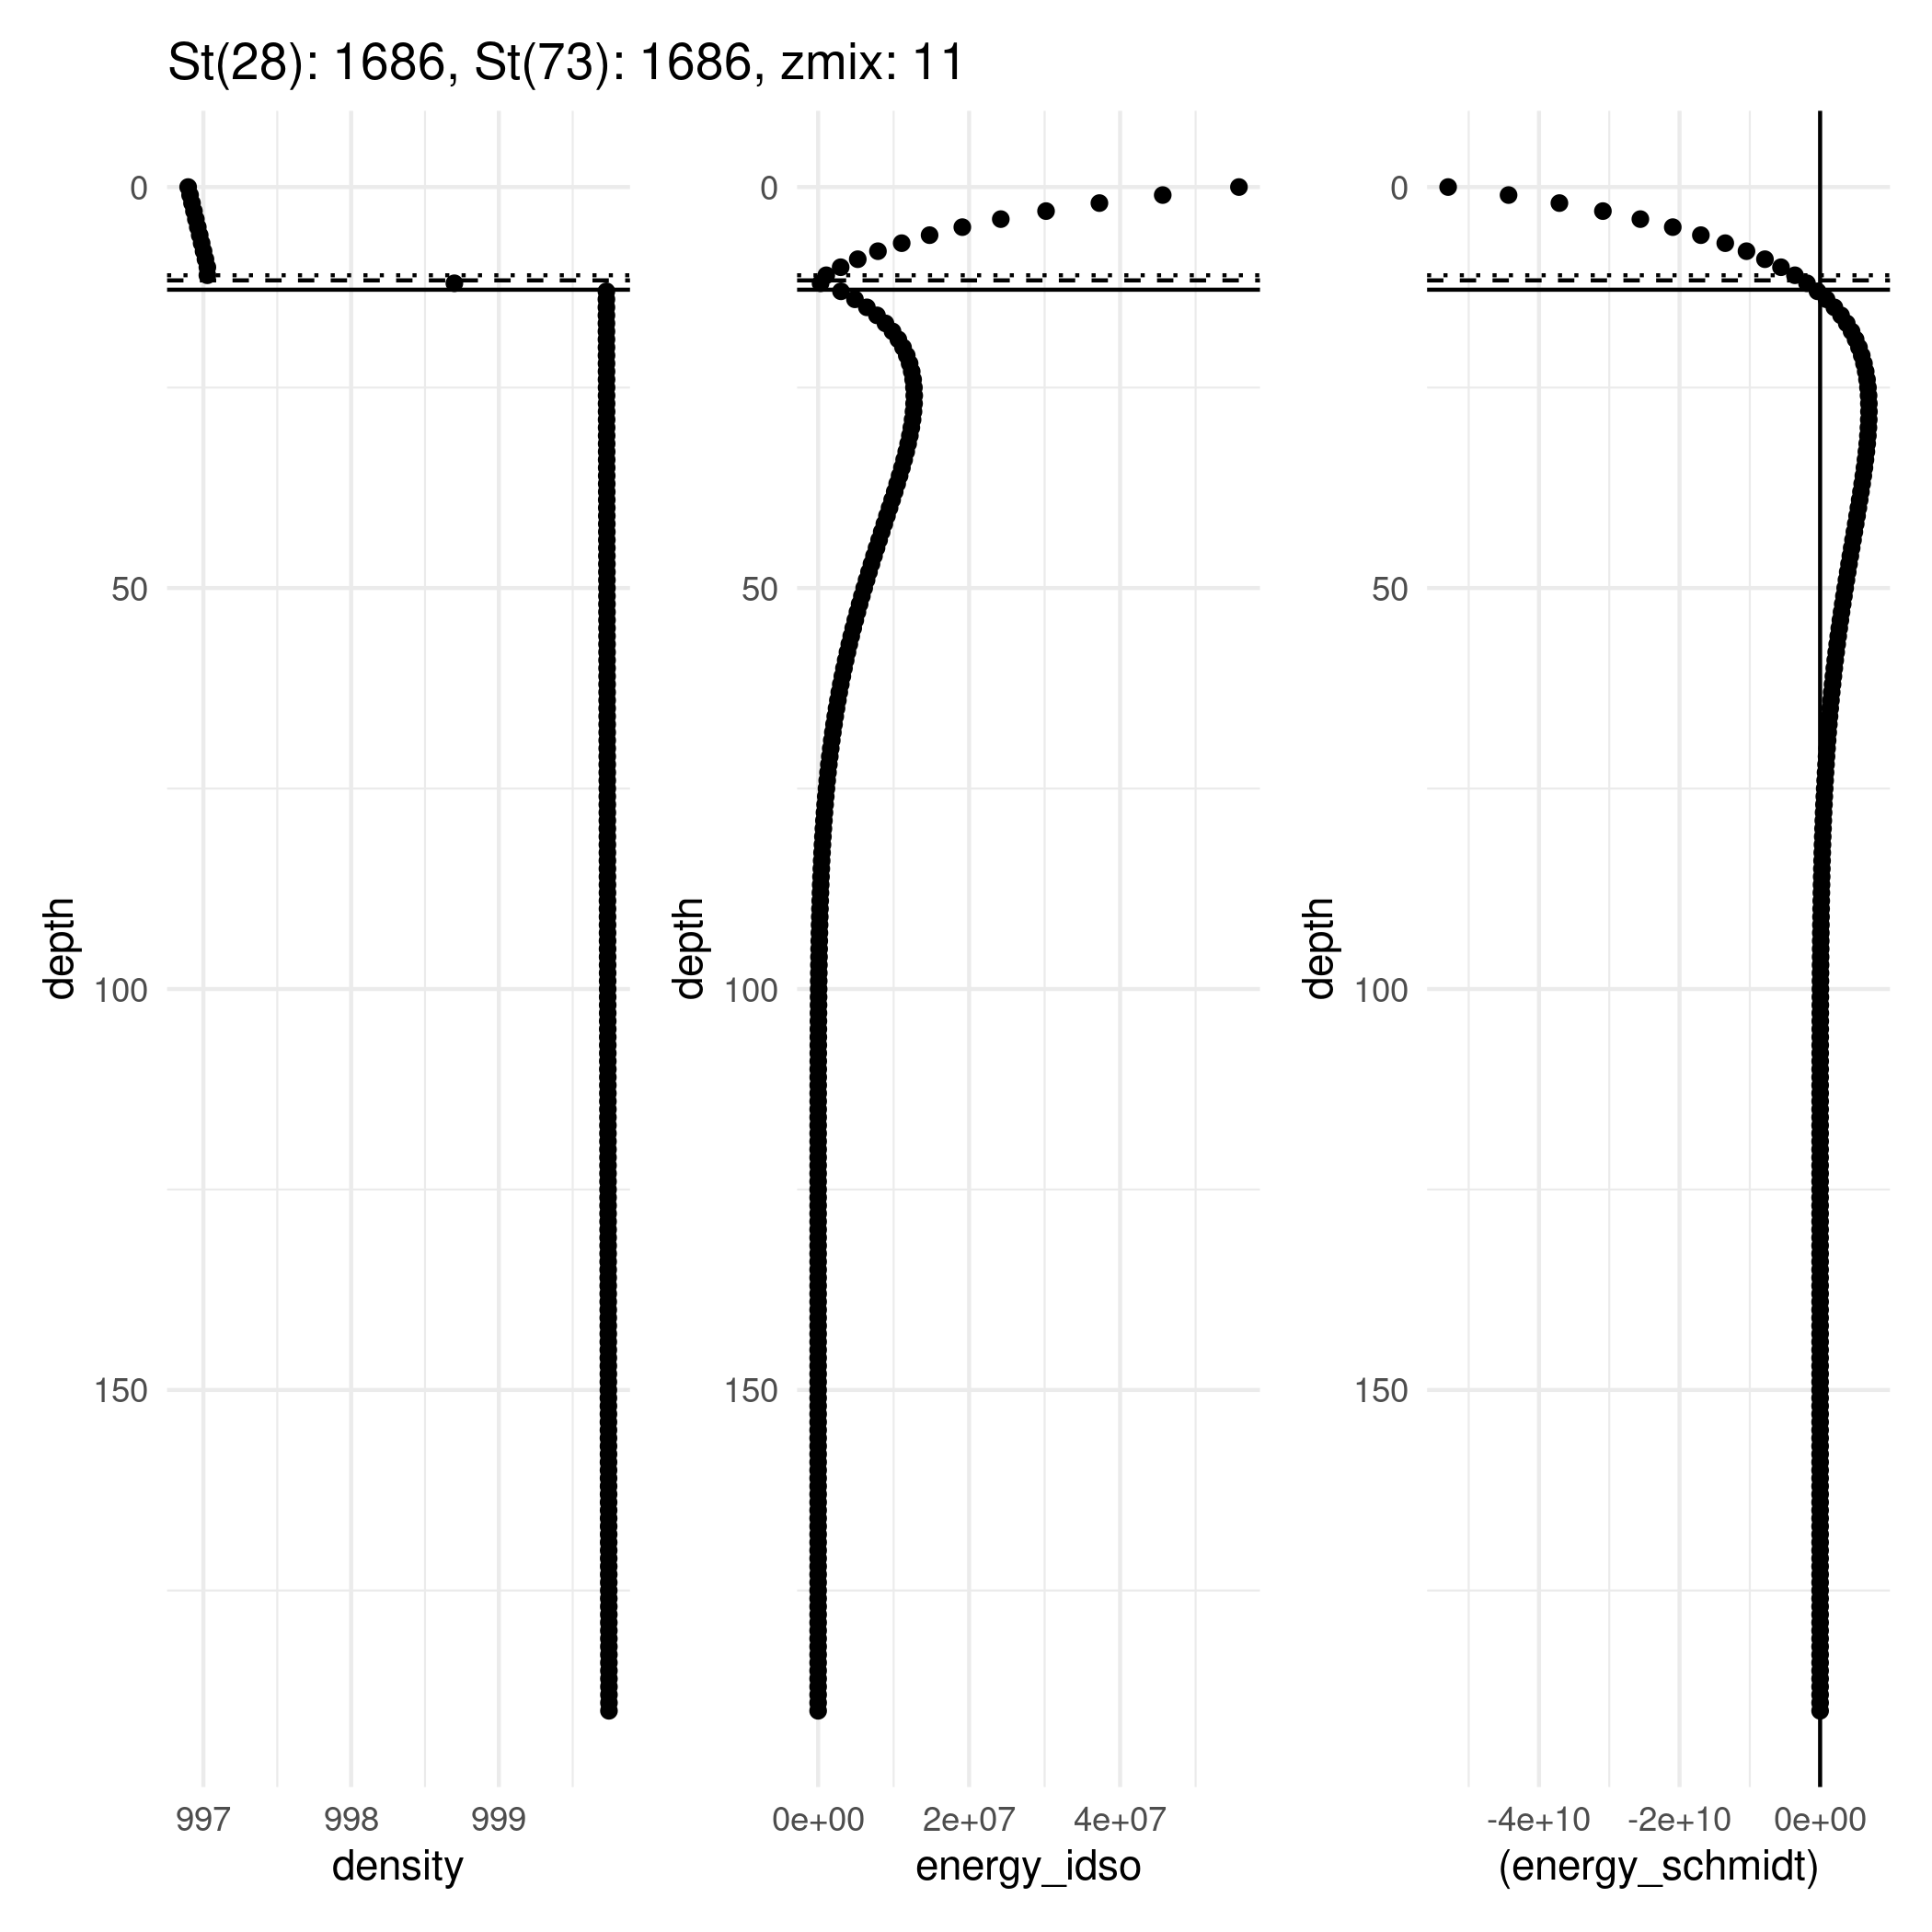 St(28): 1686, St(73): 1686, zmix: 11
0
50
100
150
depth
997
998
999
density
0
50
100
150
depth
0e+00
2e+07
4e+07
energy_idso
0
50
100
150
depth
-4e+10
-2e+10
0e+00
(energy_schmidt)